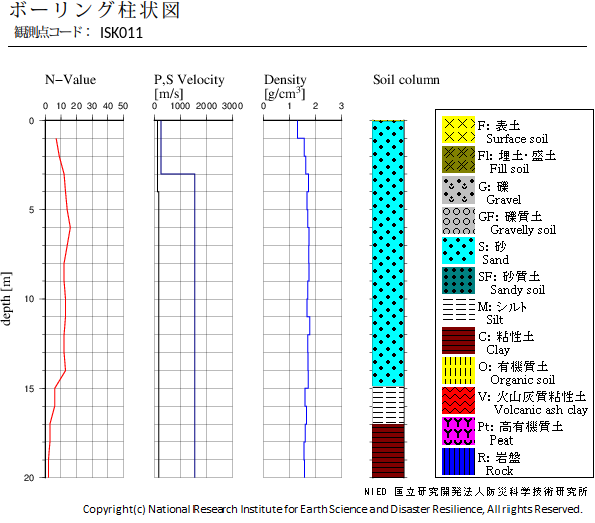 ボーリング柱状図
観測点コード： ISK011
N−Value
P,S Velocity
[m/s]
Density
[g/cm3]
Soil column
0 10 20 30 40 50
0 1000 2000 3000
0 1 2 3
0
5
10
15
20
depth [m]
F: 表土
Surface soil
Fl: 埋土・盛土
Fill soil
G: 礫
Gravel
GF: 礫質土
Gravelly soil
S: 砂
Sand
SF: 砂質土
Sandy soil
M: シルト
Silt
C: 粘性土
Clay
O: 有機質土
Organic soil
V: 火山灰質粘性土
Volcanic ash clay
Pt: 高有機質土
Peat
R: 岩盤
Rock
NIED 国立研究開発法人防災科学技術研究所
Copyright(c) National Research Institute for Earth Science and Disaster Resilience, All rights Reserved.